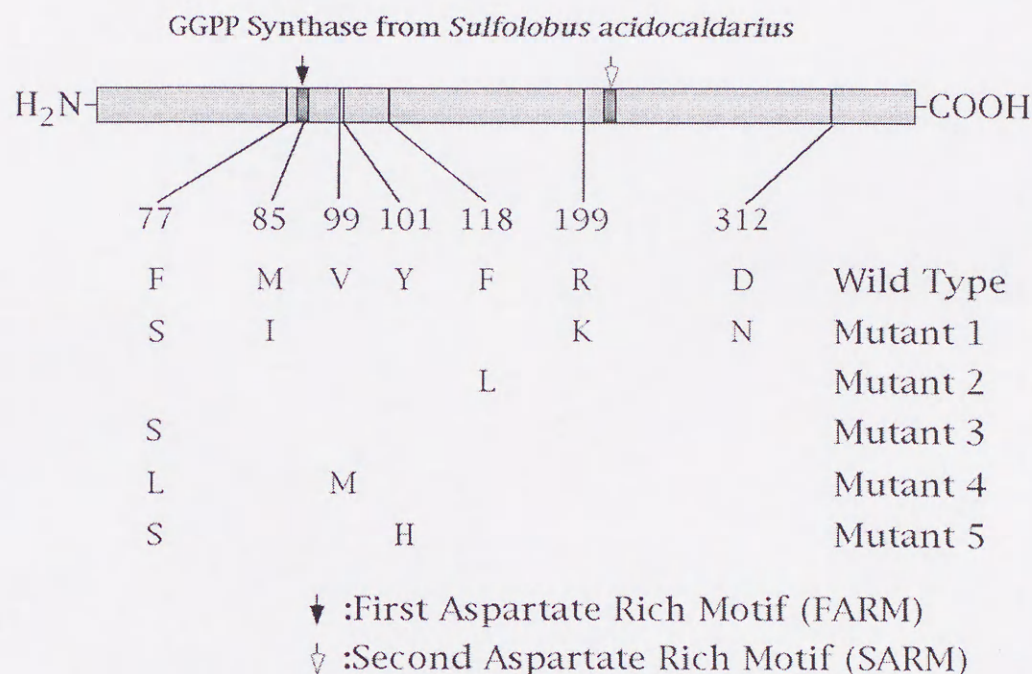 GGPP Synthase from Sulfolobus acidocaldarius
H₂N- -COOH
77 85 99 101 118 199 312
F M V Y F R D Wild Type
S I K N Mutant 1
L Mutant 2
S Mutant 3
L M Mutant 4
S H Mutant 5
:First Aspartate Rich Motif (FARM)
:Second Aspartate Rich Motif (SARM)